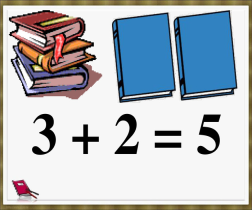 3 + 2 = 5